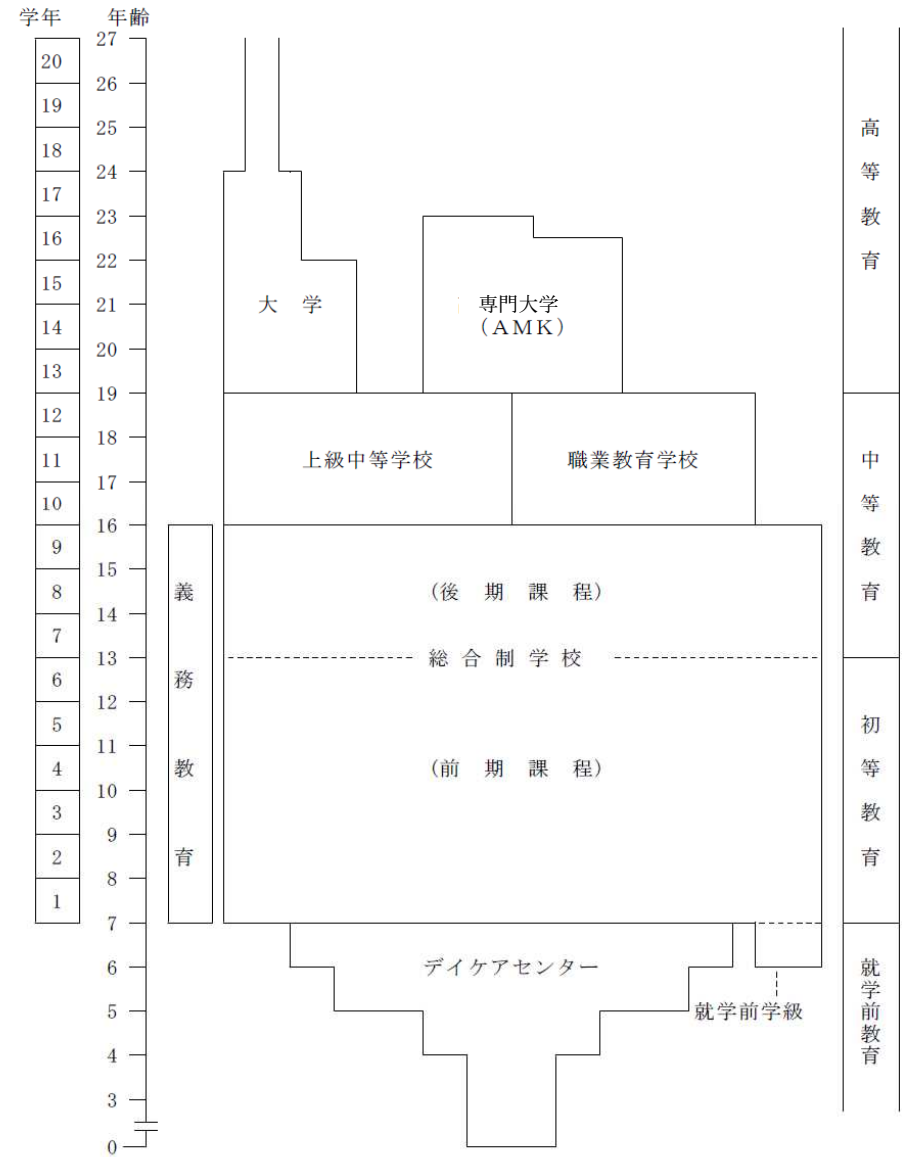 学年
年齢
27
20
26
19
25
18
24
17
23
16
22
15
21
14
20
13
19
12
18
11
17
10
16
9
15
8
14
7
13
6
12
5
11
4
10
3
9
2
8
1
7
6
5
4
3
0
義務教育
大 学
専門大学
(AMK)
上級中等学校
職業教育学校
(後 期 課 程)
総 合 制 学 校
(前 期 課 程)
デイケアセンター
就学前学級
高等教育
中等教育
初等教育
就学前教育